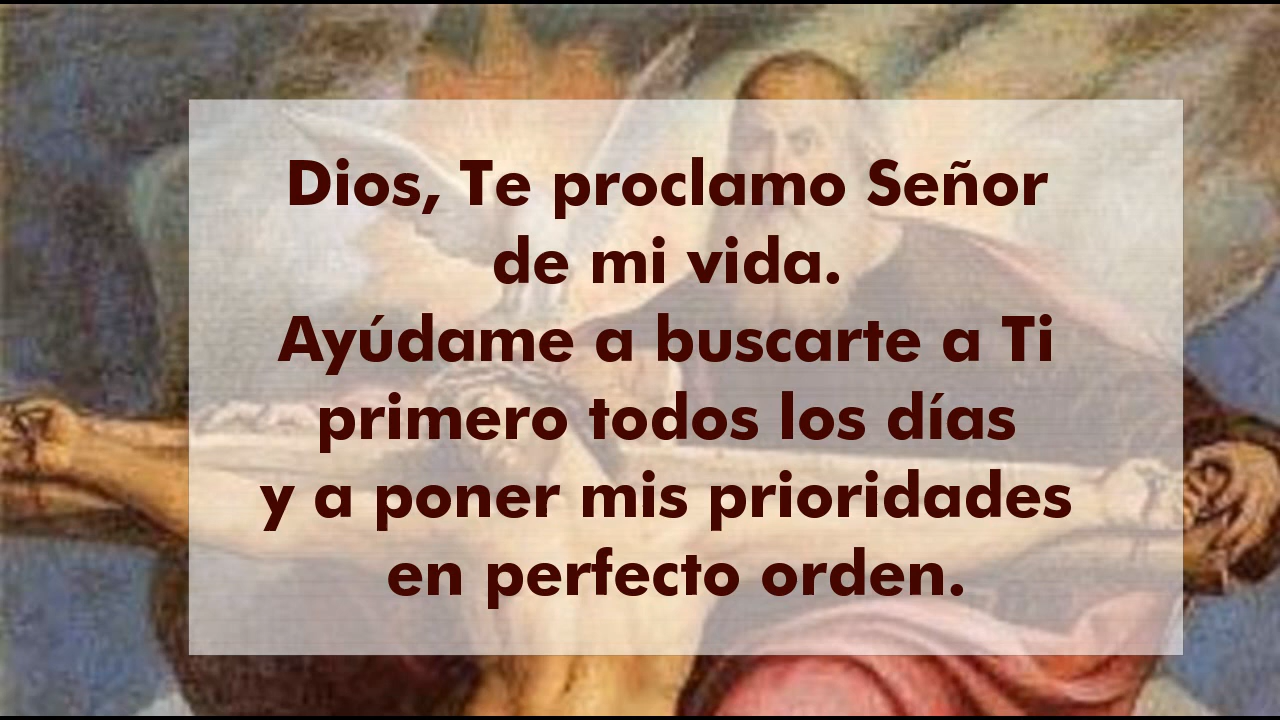 Dios, Te proclamo Señor
de mi vida.
Ayúdame a buscarte a Ti
primero todos los días
y a poner mis prioridades
en perfecto orden.